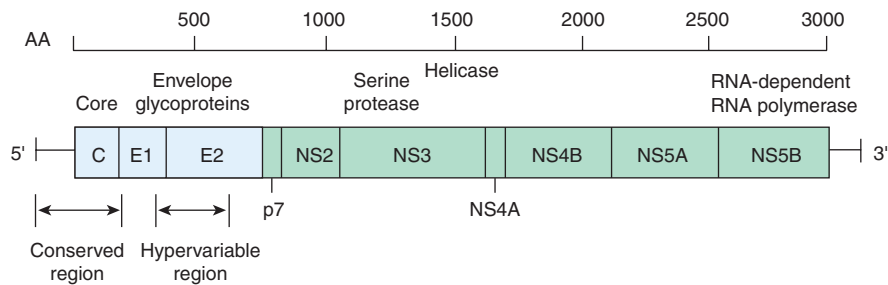 AA 500 1000 1500 2000 2500 3000
Core
Envelope
glycoproteins
Serine
protease
Helicase
RNA-dependent
RNA polymerase
5' C E1 E2 NS2 NS3 NS4B NS5A NS5B 3'
p7 NS4A
Conserved
region
Hypervariable
region